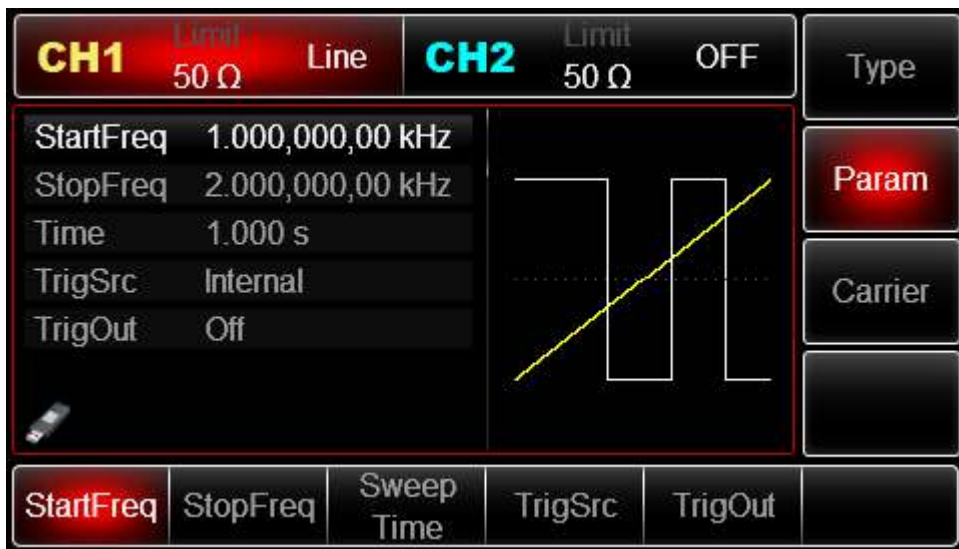 CH1 Limit 50 Ω Line CH2 Limit 50 Ω OFF
Type
StartFreq 1.000,000,00 kHz
StopFreq 2.000,000,00 kHz
Time 1.000 s
TrigSrc Internal
TrigOut Off
Param
Carrier
StartFreq StopFreq Sweep Time TrigSrc TrigOut